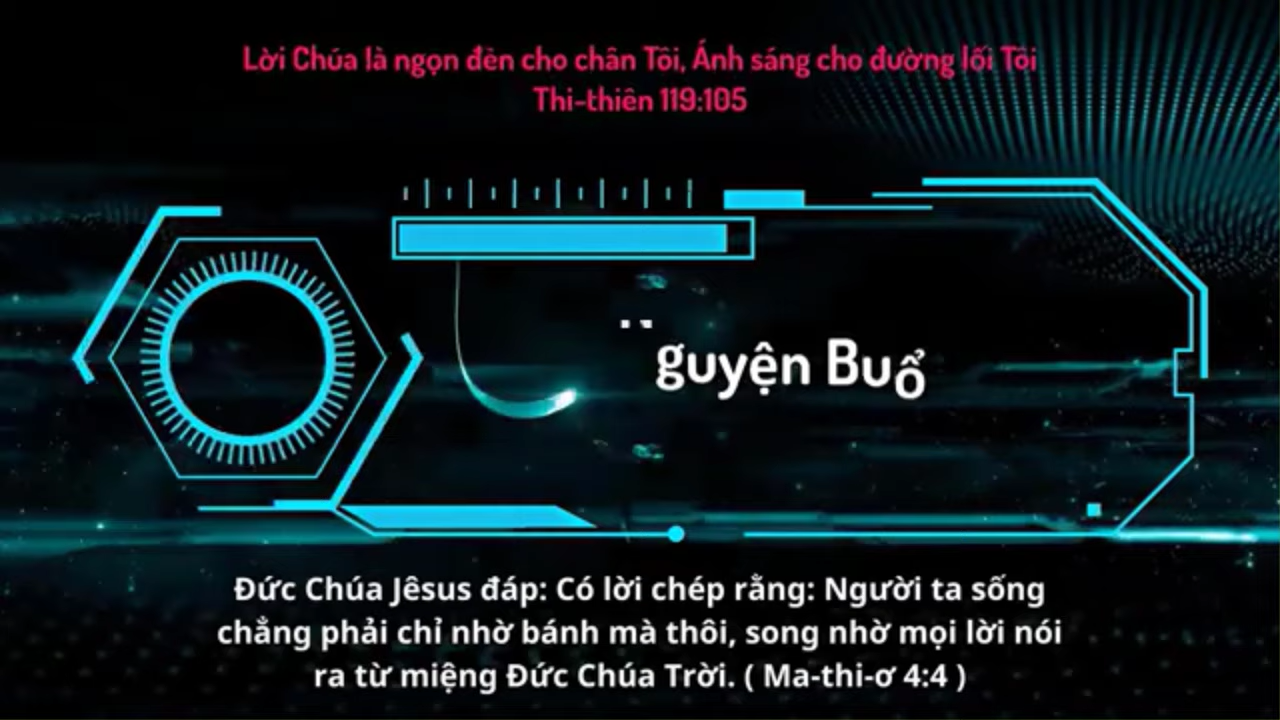 Lời Chúa là ngọn đèn cho chân Tôi, Ánh sáng cho đường lối Tôi
Thi-thiên 119:105
guyện Buổ
Đức Chúa Jêsus đáp: Có lời chép rằng: Người ta sống
chẳng phải chỉ nhờ bánh mà thôi, song nhờ mọi lời nói
ra từ miệng Đức Chúa Trời. ( Ma-thi-ơ 4:4 )